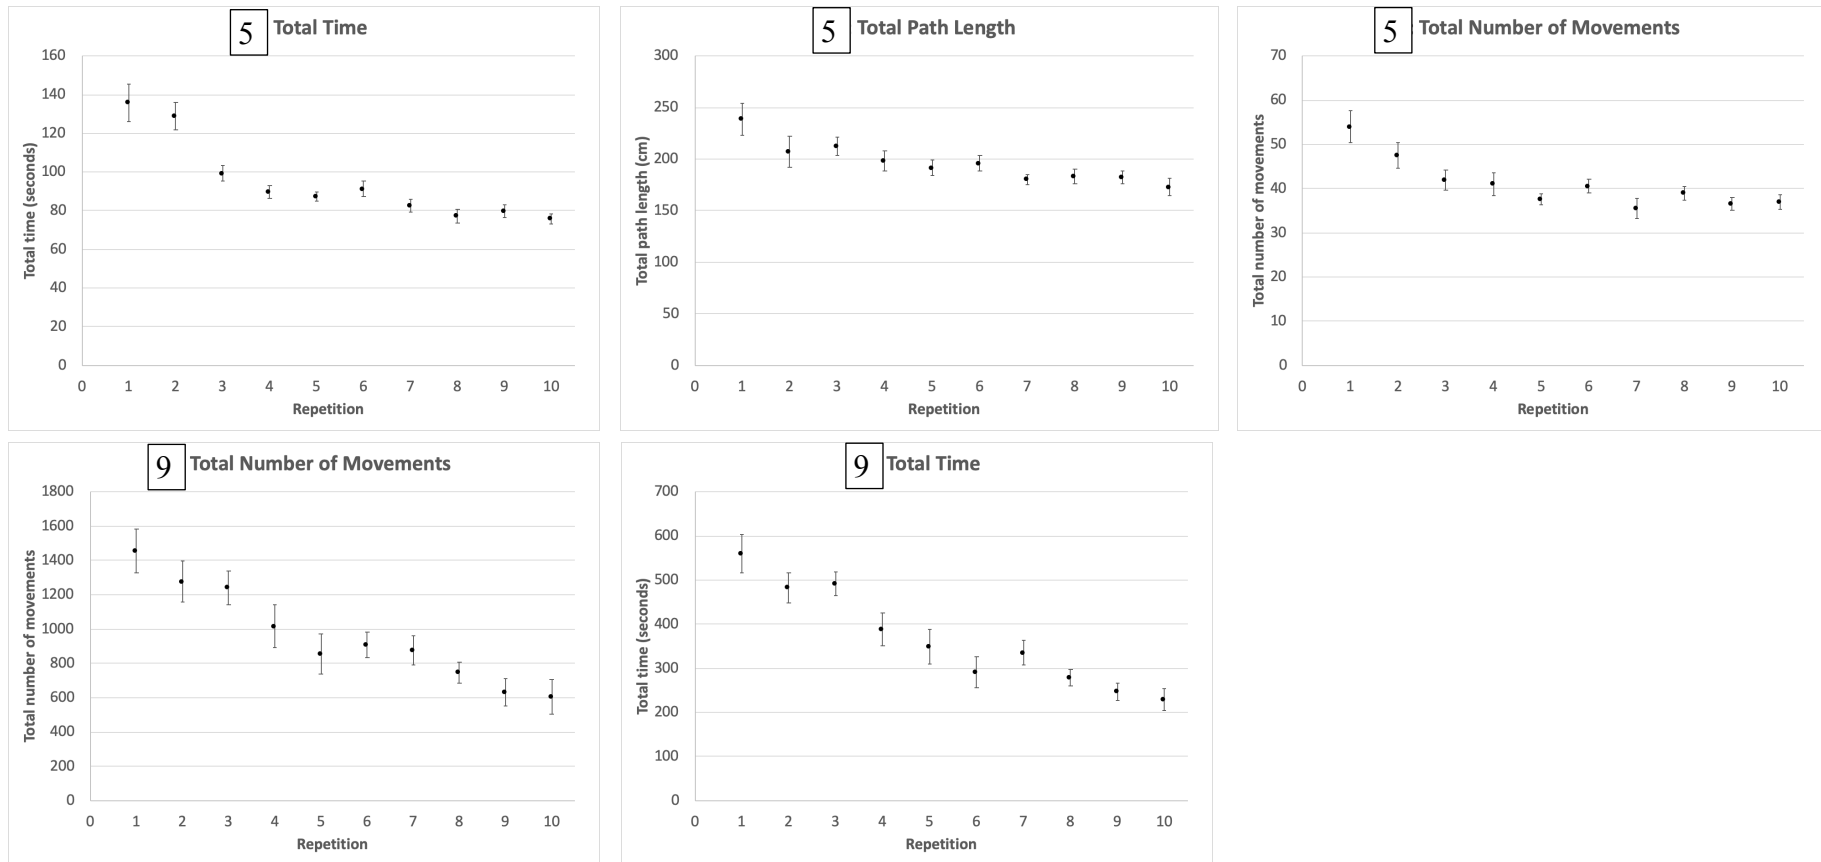 5 Total Time
160
140
120
100
80
60
40
20
0
Total time (seconds)
0 1 2 3 4 5 6 7 8 9 10
Repetition
5 Total Path Length
300
250
200
150
100
50
0
Total path length (cm)
0 1 2 3 4 5 6 7 8 9 10
Repetition
5 Total Number of Movements
70
60
50
40
30
20
10
0
Total number of movements
0 1 2 3 4 5 6 7 8 9 10
Repetition
9 Total Number of Movements
1800
1600
1400
1200
1000
800
600
400
200
0
Total number of movements
0 1 2 3 4 5 6 7 8 9 10
Repetition
9 Total Time
700
600
500
400
300
200
100
0
Total time (seconds)
0 1 2 3 4 5 6 7 8 9 10
Repetition